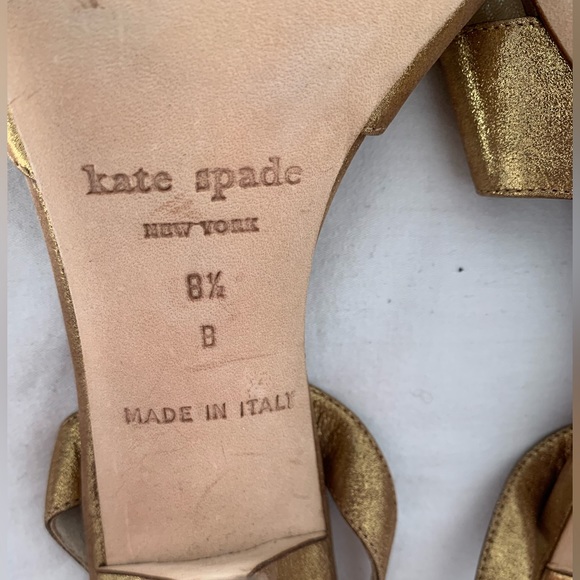 kate spade
NEW YORK
8½
B
MADE IN ITALY